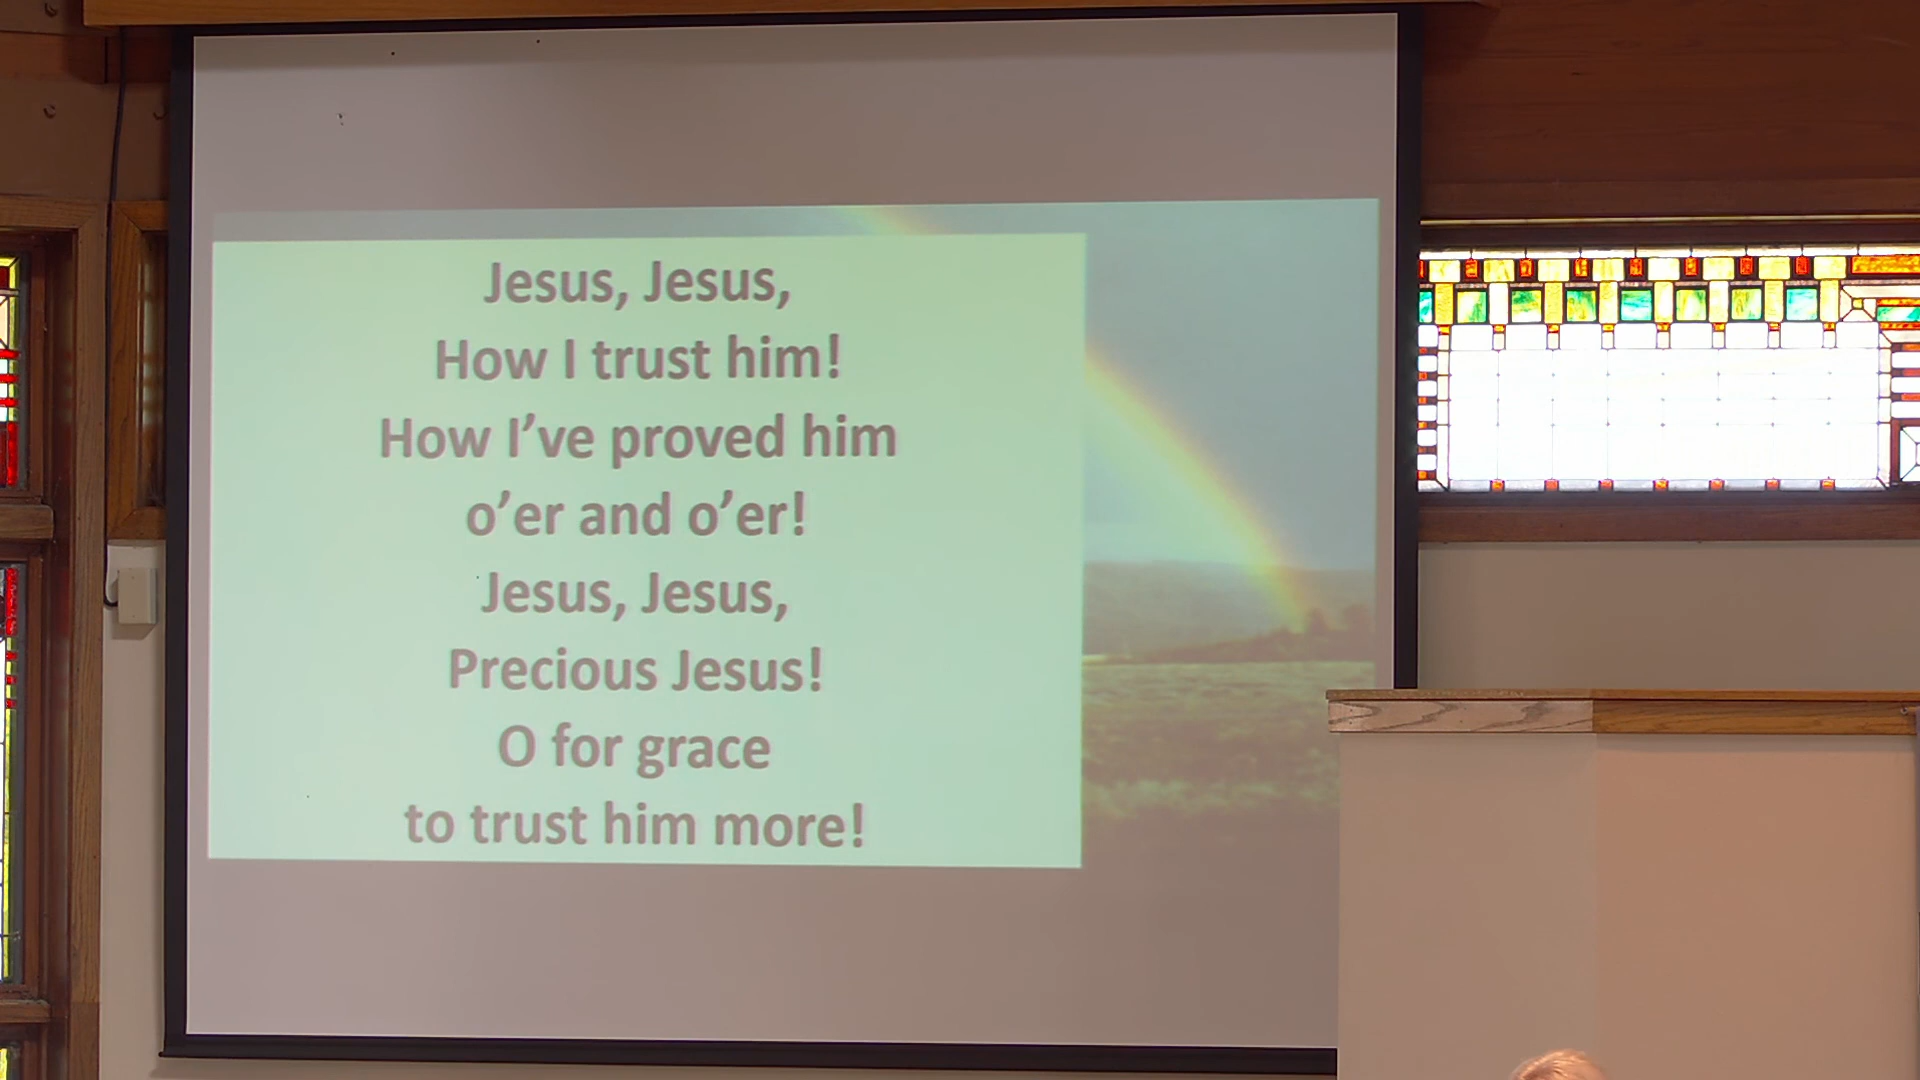 Jesus, Jesus,
How I trust him!
How I’ve proved him
o’er and o’er!
Jesus, Jesus,
Precious Jesus!
O for grace
to trust him more!